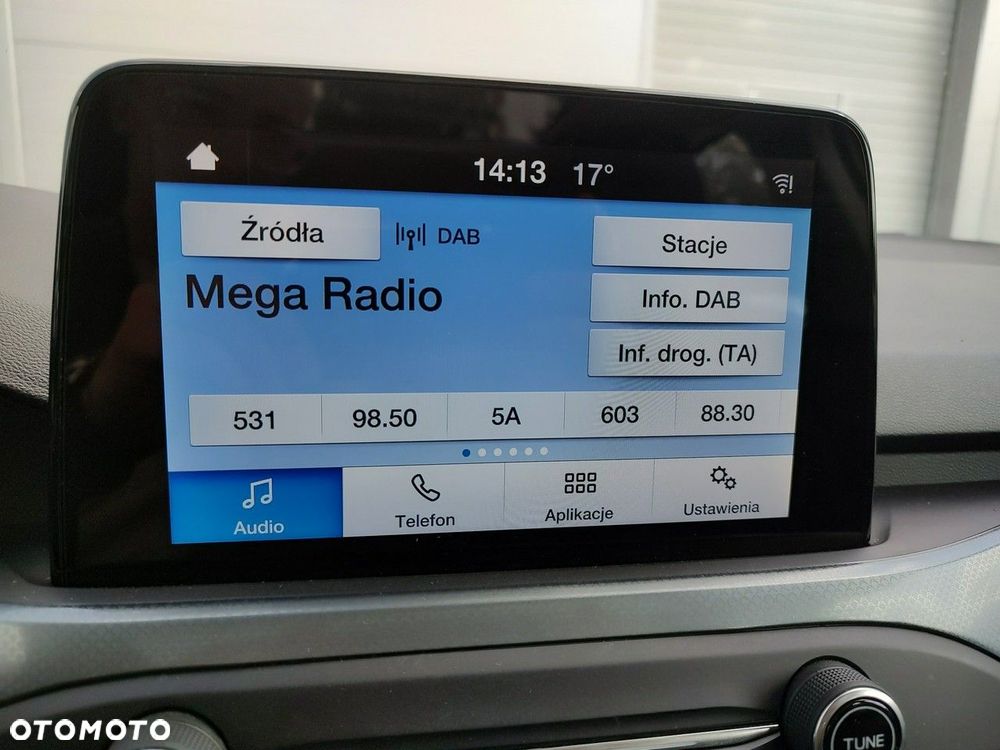 14:13 17°
Źródła DAB Stacje
Mega Radio Info. DAB
Inf. drog. (TA)
531 98.50 5A 603 88.30
Audio Telefon Aplikacje Ustawienia
TUNE
OTOMOTO